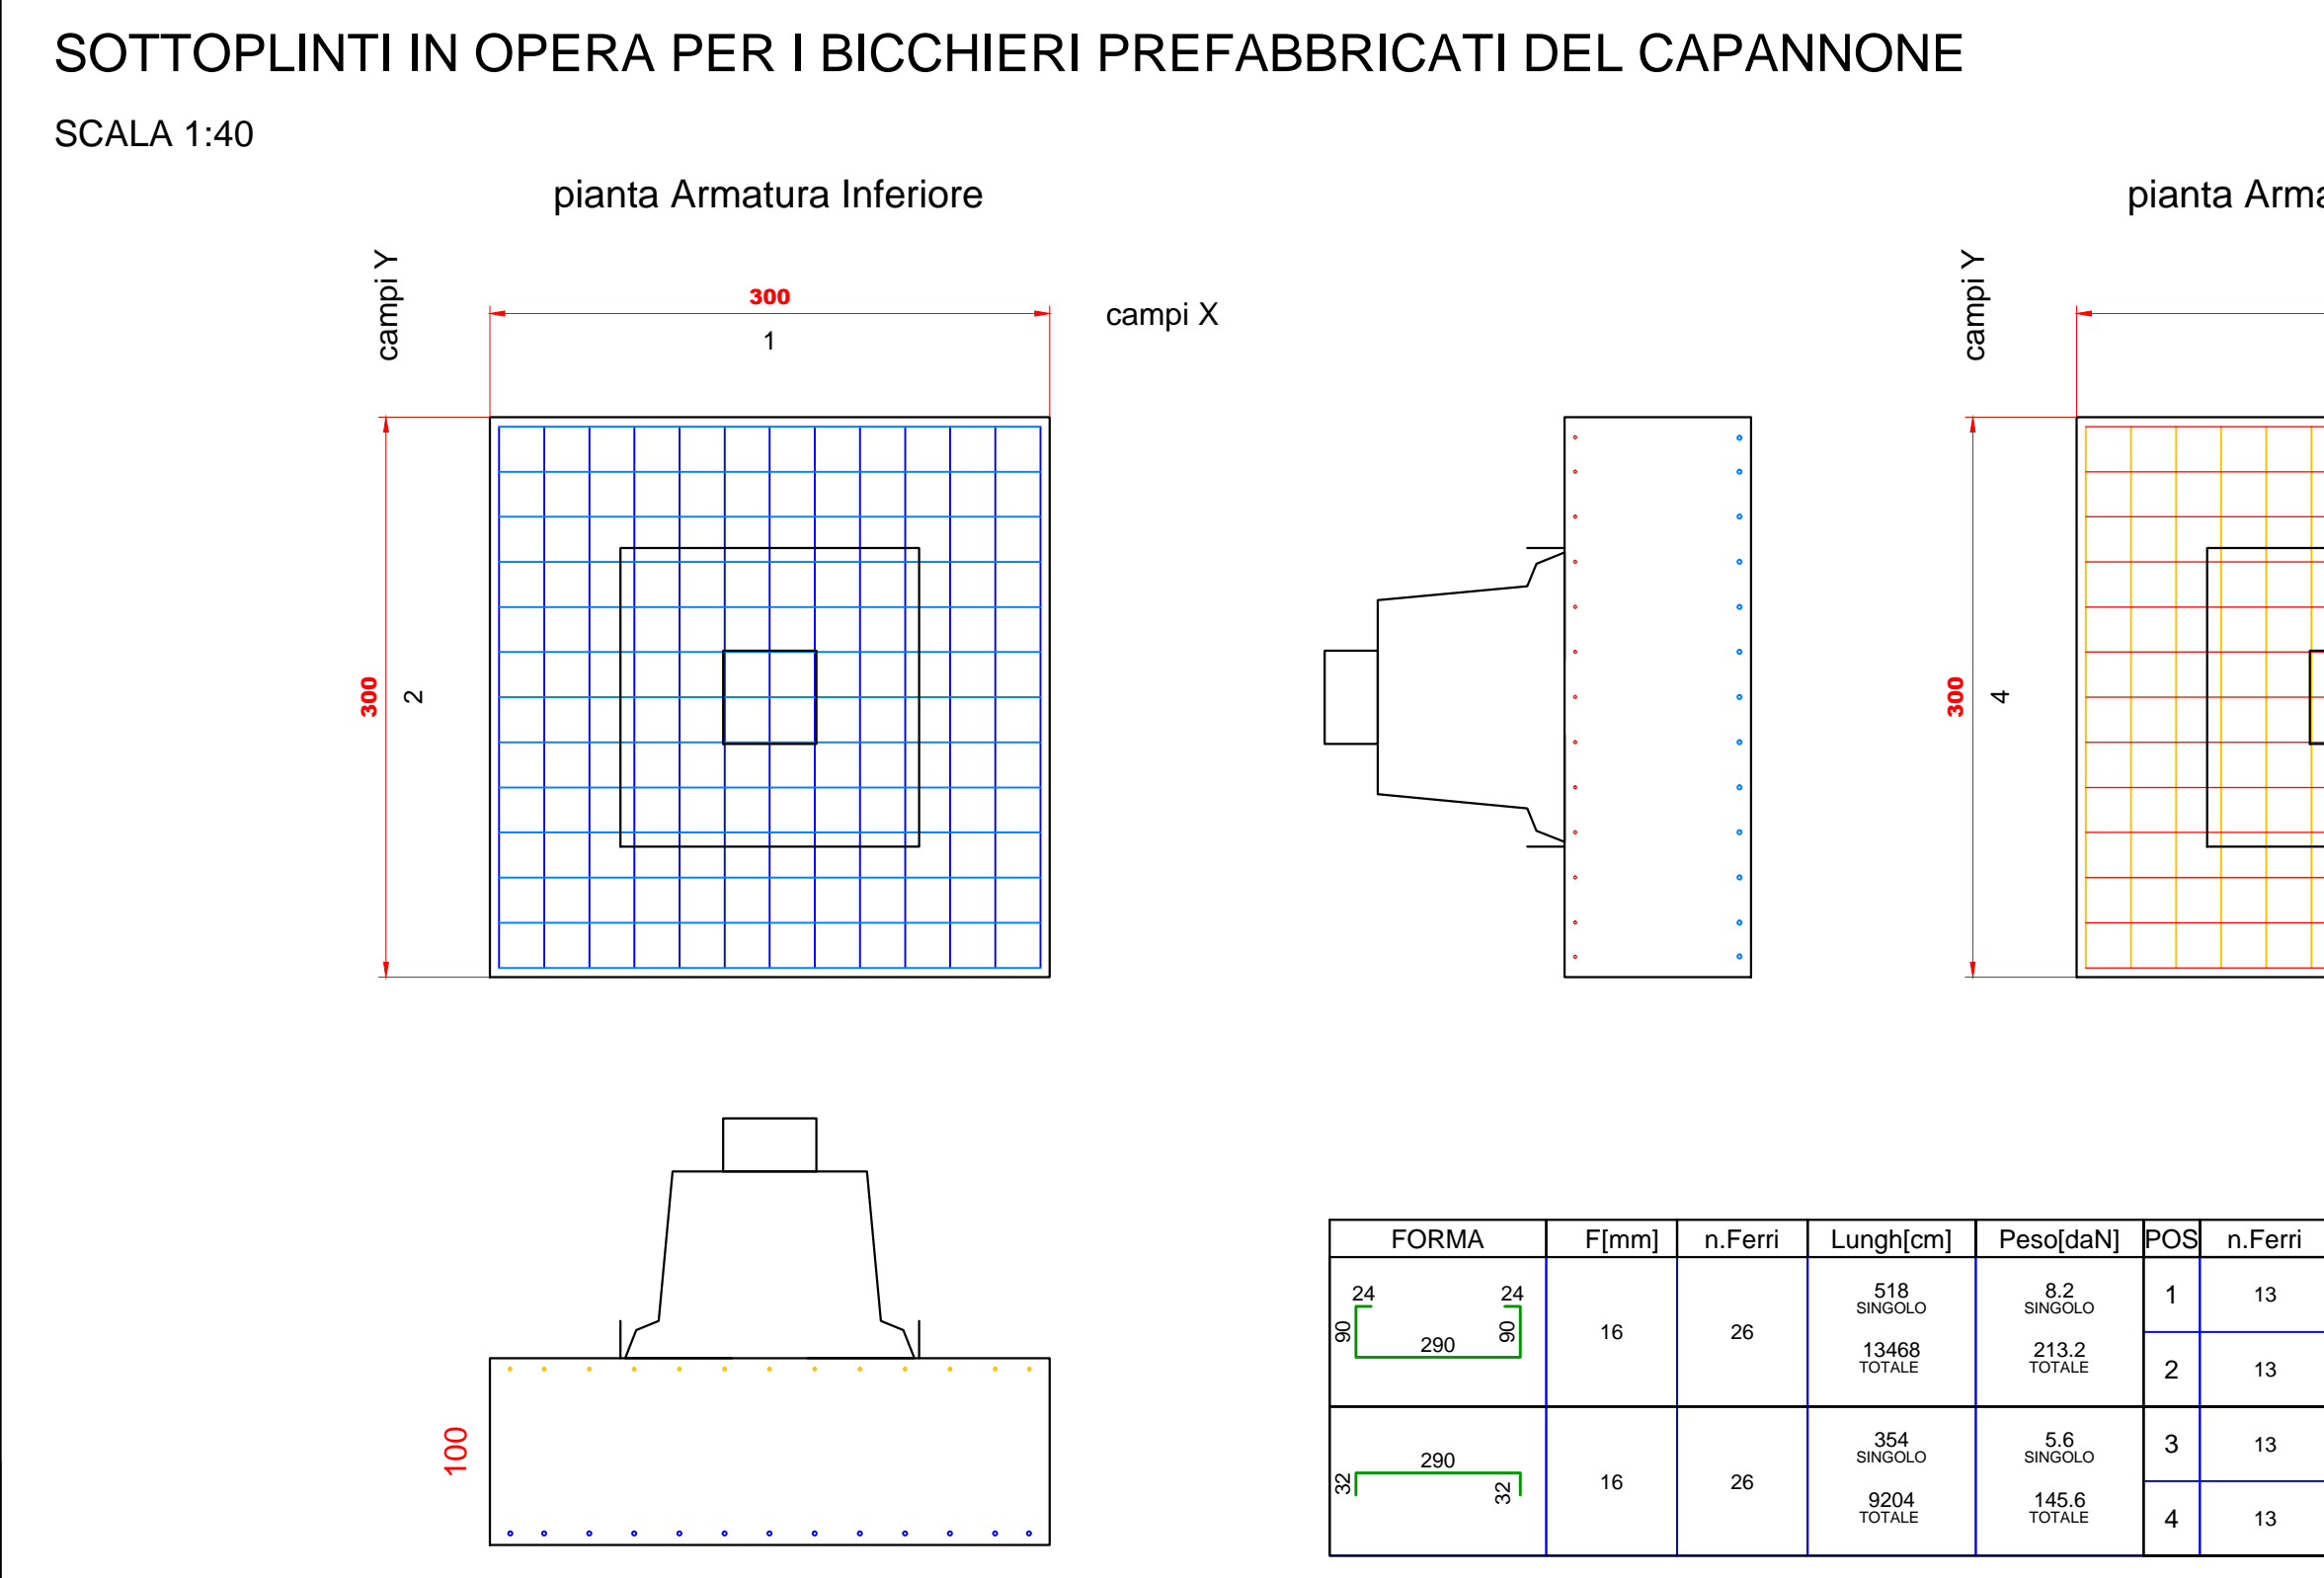 SOTTOPLINTI IN OPERA PER I BICCHIERI PREFABBRICATI DEL CAPANNONE
SCALA 1:40
pianta Armatura Inferiore
pianta Arma
campi Y
300
1
campi X
campi Y
300
2
300
4
100
FORMA F[mm] n.Ferri Lungh[cm] Peso[daN] POS n.Ferri
24 24
90 290 90
16 26
518
SINGOLO
13468
TOTALE
8.2
SINGOLO
213.2
TOTALE
1 13
2 13
290
32 32
16 26
354
SINGOLO
9204
TOTALE
5.6
SINGOLO
145.6
TOTALE
3 13
4 13